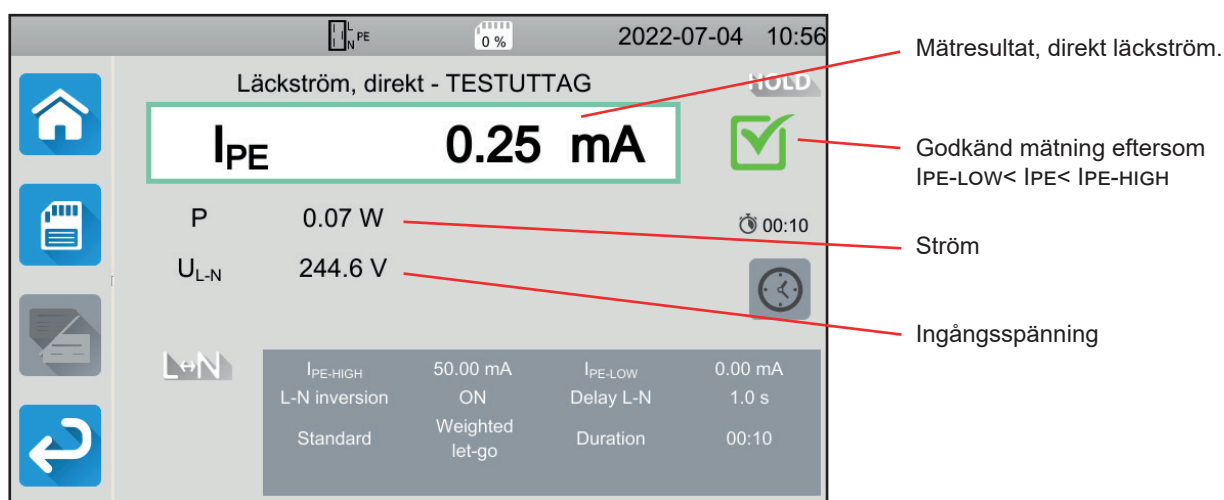 L PE
N
0 %
2022-07-04 10:56
Läckström, direkt - TESTUTTAG
HOLD
IPE 0.25 mA
P 0.07 W
00:10
UL-N 244.6 V
L↔N
IPE-HIGH 50.00 mA IPE-LOW 0.00 mA
L-N inversion ON Delay L-N 1.0 s
Standard Weighted let-go Duration 00:10
Mätresultat, direkt läckström.
Godkänd mätning eftersom
IPE-LOW< IPE< IPE-HIGH
Ström
Ingångsspänning